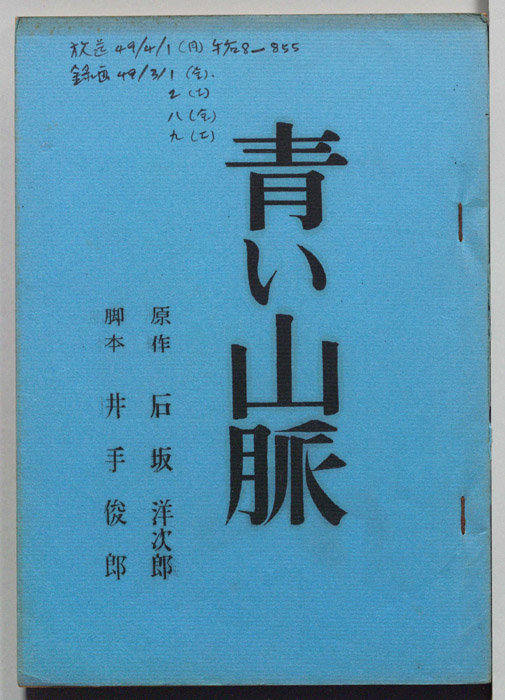 放送 49/4/1 (月) 午后8－855
録画 49/3/1 (金).
2 (土)
八 (金)
九 (土)
青い山脈
原作 石坂洋次郎
脚本 井手俊郎